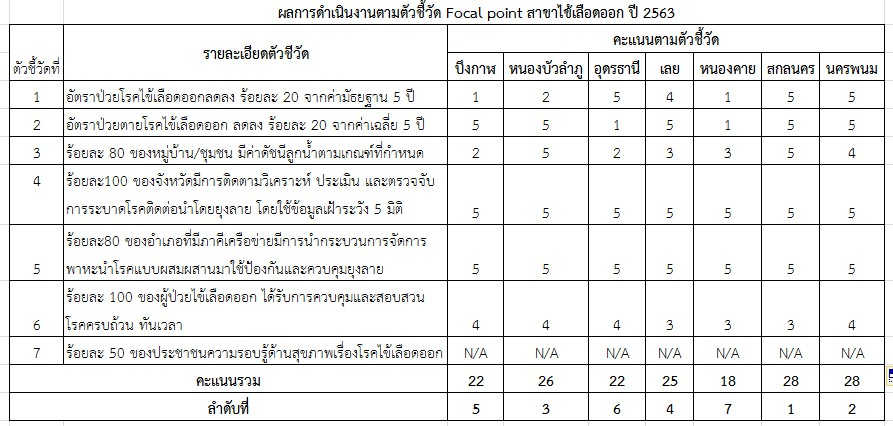 ผลการดำเนินงานตามตัวชี้วัด Focal point สาขาไข้เลือดออก ปี 2563
ตัวชี้วัดที่ รายละเอียดตัวชีวัด คะแนนตามตัวชี้วัด
บึงกาฬ หนองบัวลำภู อุดรธานี เลย หนองคาย สกลนคร นครพนม
1 อัตราป่วยโรคไข้เลือดออกลดลง ร้อยละ 20 จากค่ามัธยฐาน 5 ปี 1 2 5 4 1 5 5
2 อัตราป่วยตายโรคไข้เลือดออก ลดลง ร้อยละ 20 จากค่าเฉลี่ย 5 ปี 5 5 1 5 1 5 5
3 ร้อยละ 80 ของหมู่บ้าน/ชุมชน มีค่าดัชนีลูกน้ำตามเกณฑ์ที่กำหนด 2 5 2 3 3 5 4
4 ร้อยละ100 ของจังหวัดมีการติดตามวิเคราะห์ ประเมิน และตรวจจับ
การระบาดโรคติดต่อนำโดยยุงลาย โดยใช้ข้อมูลเฝ้าระวัง 5 มิติ 5 5 5 5 5 5 5
ร้อยละ80 ของอำเภอที่มีภาคีเครือข่ายมีการนำกระบวนการจัดการ
5 พาหะนำโรคแบบผสมผสานมาใช้ป้องกันและควบคุมยุงลาย 5 5 5 5 5 5 5
ร้อยละ 100 ของผู้ป่วยไข้เลือดออก ได้รับการควบคุมและสอบสวน
6 โรคครบถ้วน ทันเวลา 4 4 4 3 3 3 4
7 ร้อยละ 50 ของประชาชนความรอบรู้ด้านสุขภาพเรื่องโรคไข้เลือดออก N/A N/A N/A N/A N/A N/A N/A
คะแนนรวม 22 26 22 25 18 28 28
ลำดับที่ 5 3 6 4 7 1 2